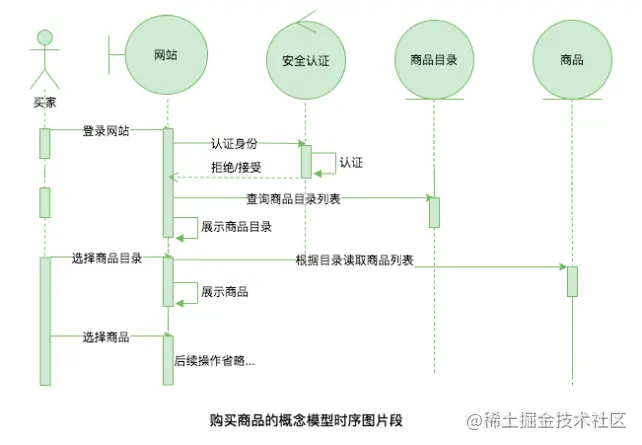 网站
安全认证
商品目录
商品
买家
登录网站
认证身份
认证
拒绝/接受
查询商品目录列表
展示商品目录
选择商品目录
根据目录读取商品列表
展示商品
选择商品
后续操作省略...
购买商品的概念模型时序图片段
@稀土掘金技术社区